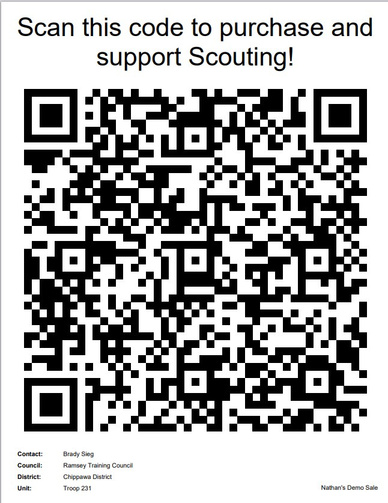 Scan this code to purchase and
support Scouting!
Contact: Brady Sieg
Council: Ramsey Training Council
District: Chippawa District
Unit: Troop 231
Nathan's Demo Sale